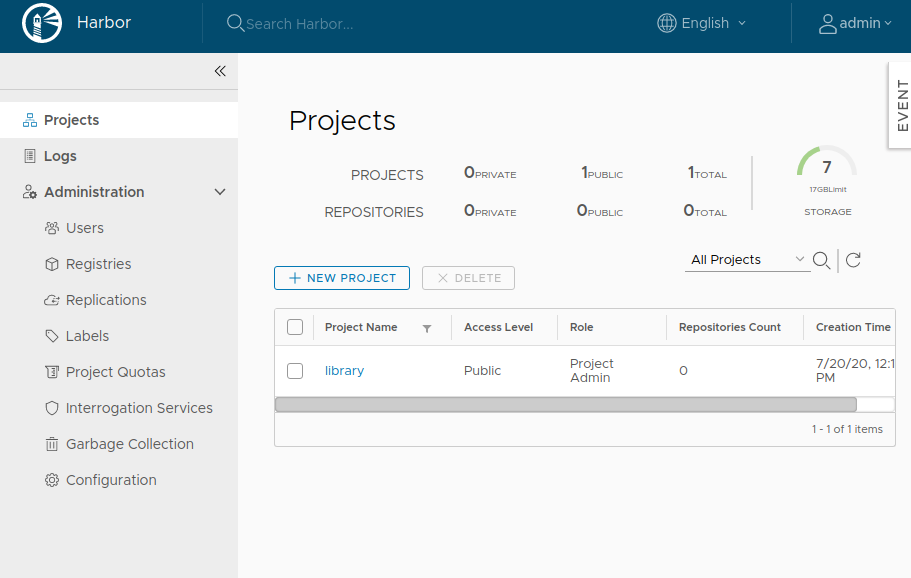 Harbor
Search Harbor...
English
admin
EVENT
Projects
Logs
Administration
Users
Registries
Replications
Labels
Project Quotas
Interrogation Services
Garbage Collection
Configuration
Projects
PROJECTS 0PRIVATE 1PUBLIC 1TOTAL
REPOSITORIES 0PRIVATE 0PUBLIC 0TOTAL
7
17GBLimit
STORAGE
All Projects
NEW PROJECT DELETE
Project Name Access Level Role Repositories Count Creation Time
library Public Project Admin 0 7/20/20, 12:1 PM
1 - 1 of 1 items